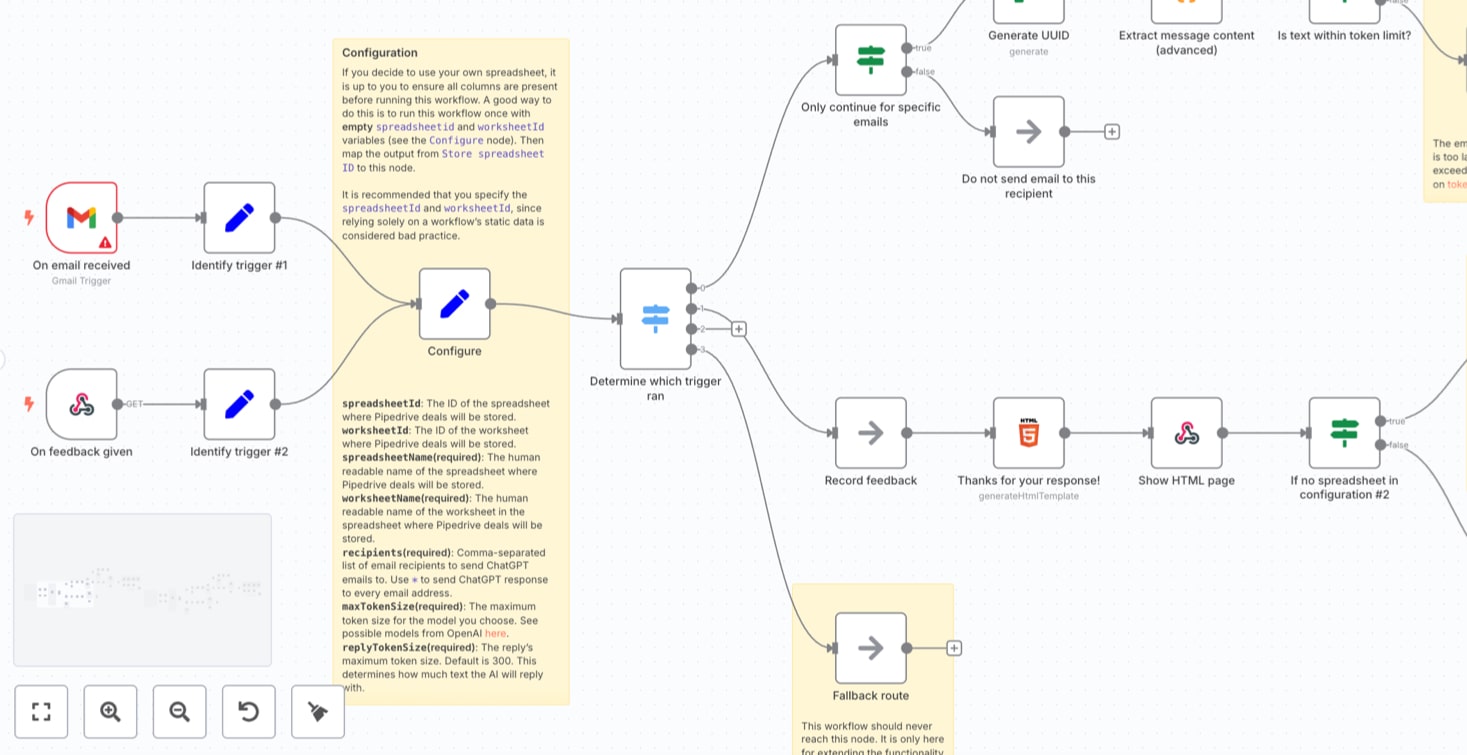 Generate UUID
generate
Extract message content
(advanced)
Is text within token limit?
true
false
Only continue for specific
emails
Do not send email to this
recipient
The em
is too la
exceed
on toke
Configuration
If you decide to use your own spreadsheet, it
is up to you to ensure all columns are present
before running this workflow. A good way to
do this is to run this workflow once with
empty spreadsheetid and worksheetId
variables (see the Configure node). Then
map the output from Store spreadsheet
ID to this node.
It is recommended that you specify the
spreadsheetId and worksheetId, since
relying solely on a workflow's static data is
considered bad practice.
On email received
Gmail Trigger
Identify trigger #1
Configure
0
1
2
3
Determine which trigger
ran
GET
On feedback given
Identify trigger #2
spreadsheetId: The ID of the spreadsheet
where Pipedrive deals will be stored.
worksheetId: The ID of the worksheet
where Pipedrive deals will be stored.
spreadsheetName(required): The human
readable name of the spreadsheet where
Pipedrive deals will be stored.
worksheetName(required): The human
readable name of the worksheet in the
spreadsheet where Pipedrive deals will be
stored.
recipients(required): Comma-separated
list of email recipients to send ChatGPT
emails to. Use * to send ChatGPT response
to every email address.
maxTokenSize(required): The maximum
token size for the model you choose. See
possible models from OpenAI here.
replyTokenSize(required): The reply's
maximum token size. Default is 300. This
determines how much text the AI will reply
with.
Record feedback
HTML
Thanks for your response!
generateHtmlTemplate
Show HTML page
true
false
If no spreadsheet in
configuration #2
Fallback route
This workflow should never
reach this node. It is only here
for extending the functionality